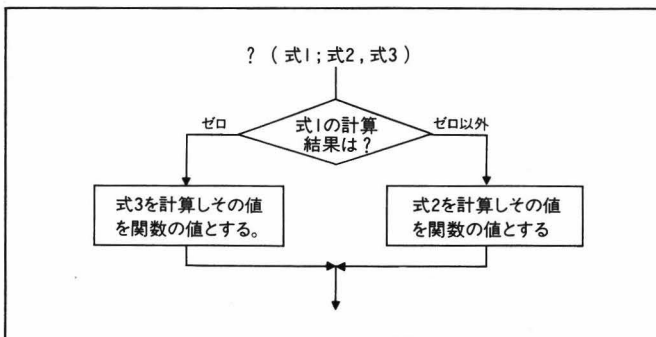 ? (式1;式2,式3)
ゼロ
式1の計算
結果は?
ゼロ以外
式3を計算しその値
を関数の値とする。
式2を計算しその値
を関数の値とする